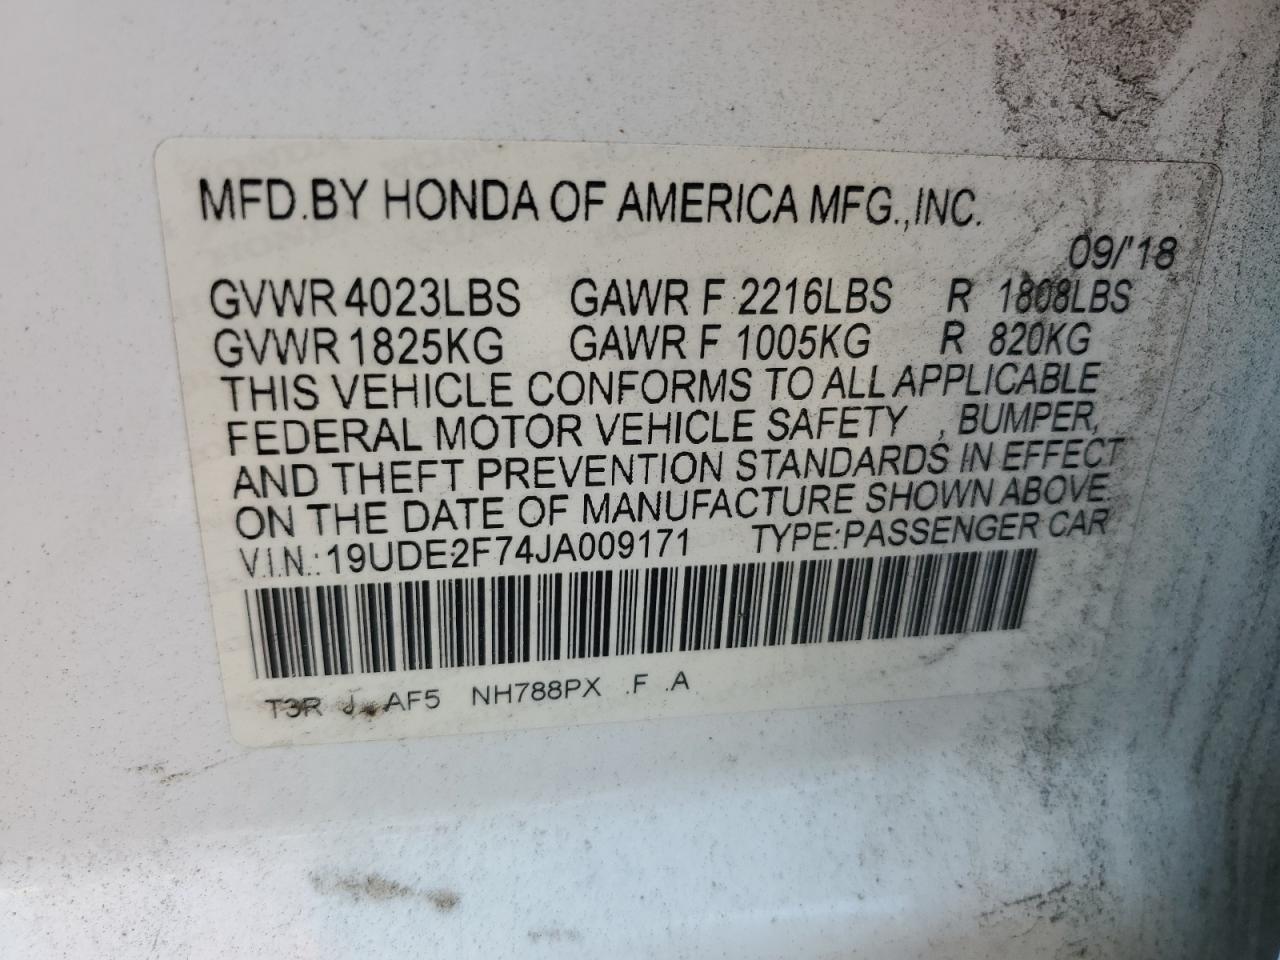 MFD.BY HONDA OF AMERICA MFG.,INC.
09/'18
GVWR 4023LBS GAWR F 2216LBS R 1808LBS
GVWR 1825KG GAWR F 1005KG R 820KG
THIS VEHICLE CONFORMS TO ALL APPLICABLE
FEDERAL MOTOR VEHICLE SAFETY , BUMPER,
AND THEFT PREVENTION STANDARDS IN EFFECT
ON THE DATE OF MANUFACTURE SHOWN ABOVE.
V.I.N.: 19UDE2F74JA009171 TYPE:PASSENGER CAR
T3R J AF5 NH788PX .F .A